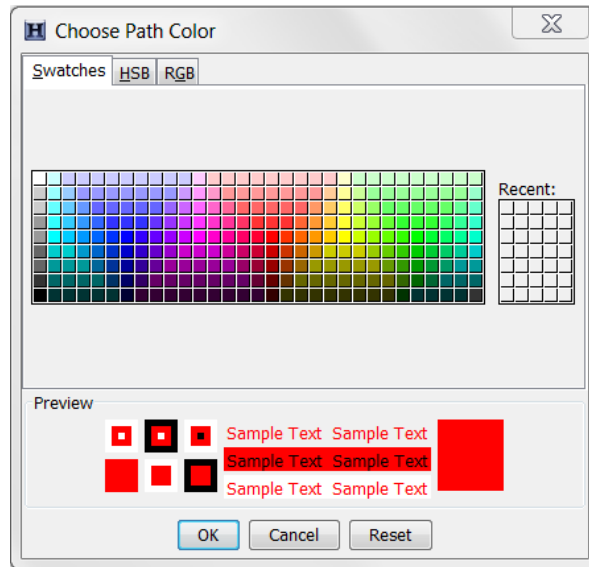 H Choose Path Color
Swatches HSB RGB
Recent:
Preview
Sample Text Sample Text
Sample Text Sample Text
Sample Text Sample Text
OK Cancel Reset